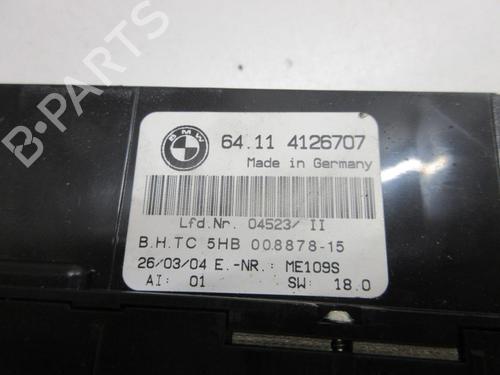 BMW
64.11 4126707
Made in Germany
Lfd.Nr. 04523/ II
B.H.TC 5HB 008878-15
26/03/04 E.-NR.: ME109S
AI: 01 SW: 18.0